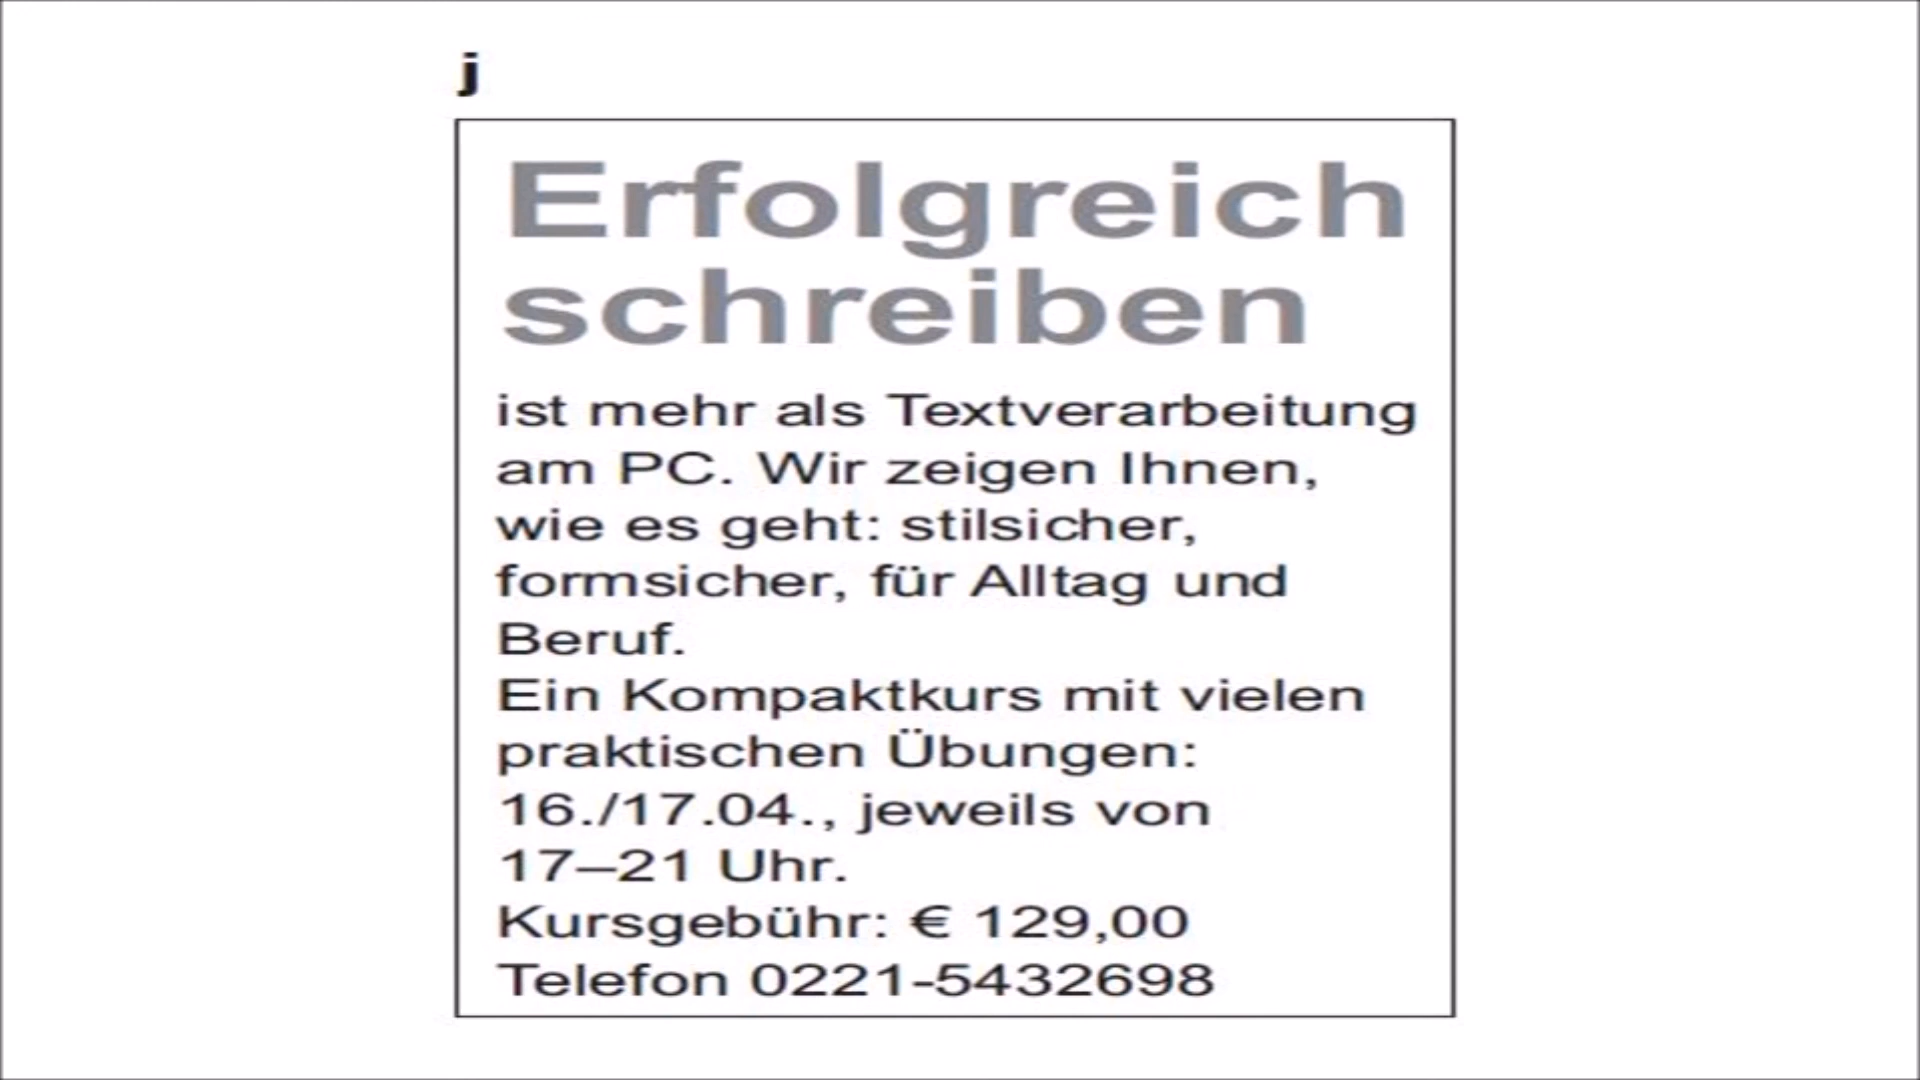 j
Erfolgreich
schreiben
ist mehr als Textverarbeitung
am PC. Wir zeigen Ihnen,
wie es geht: stilsicher,
formsicher, für Alltag und
Beruf.
Ein Kompaktkurs mit vielen
praktischen Übungen:
16./17.04., jeweils von
17–21 Uhr.
Kursgebühr: € 129,00
Telefon 0221-5432698